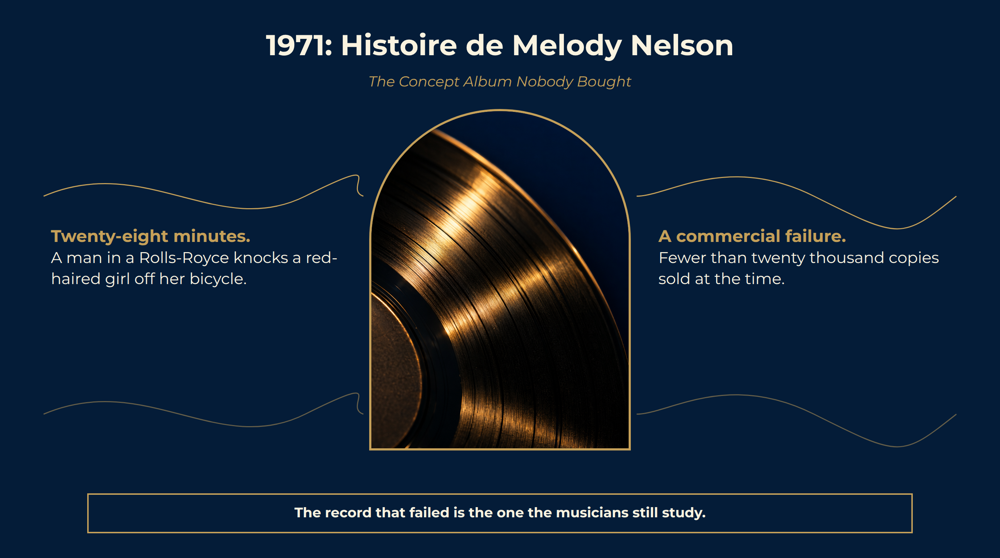 1971: Histoire de Melody Nelson
The Concept Album Nobody Bought
Twenty-eight minutes.
A man in a Rolls-Royce knocks a red-
haired girl off her bicycle.
A commercial failure.
Fewer than twenty thousand copies
sold at the time.
The record that failed is the one the musicians still study.